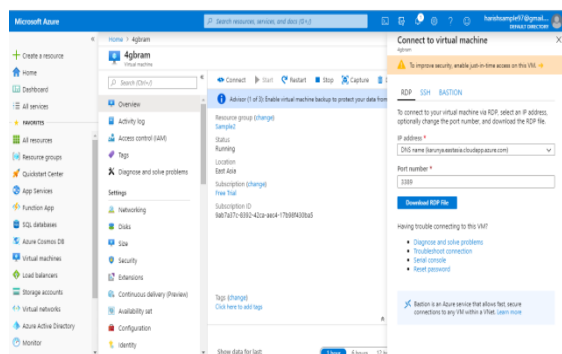 Microsoft Azure
Search resources, services, and docs (G+/)
harishsample97@gmail....
DEFAULT DIRECTORY
Create a resource
Home
Dashboard
All services
FAVORITES
All resources
Resource groups
Quickstart Center
App Services
Function App
SQL databases
Azure Cosmos DB
Virtual machines
Load balancers
Storage accounts
Virtual networks
Azure Active Directory
Monitor
Home > 4gbram
4gbram
Virtual machine
Search (Ctrl+/)
Overview
Activity log
Access control (IAM)
Tags
Diagnose and solve problems
Settings
Networking
Disks
Size
Security
Extensions
Continuous delivery (Preview)
Availability set
Configuration
Identity
Connect
Start
Restart
Stop
Capture
Advisor (1 of 2): Enable virtual machine backup to protect your data from
Resource group (change)
Sample2
Status
Running
Location
East Asia
Subscription (change)
Free Trial
Subscription ID
Tags (change)
Click here to add tags
Show data for last:
1 hour
6 hours
Connect to virtual machine
4gbram
To improve security, enable just-in-time access on this VM.
RDP SSH BASTION
To connect to your virtual machine via RDP, select an IP address,
optionally change the port number, and download the RDP file.
IP address *
DNS name (karunya.eastasia.cloudapp.azure.com)
Port number *
3389
Download RDP File
Having trouble connecting to this VM?
Diagnose and solve problems
Troubleshoot connection
Serial console
Reset password
Bastion is an Azure service that allows fast, secure
connections to any VM within a VNet. Learn more